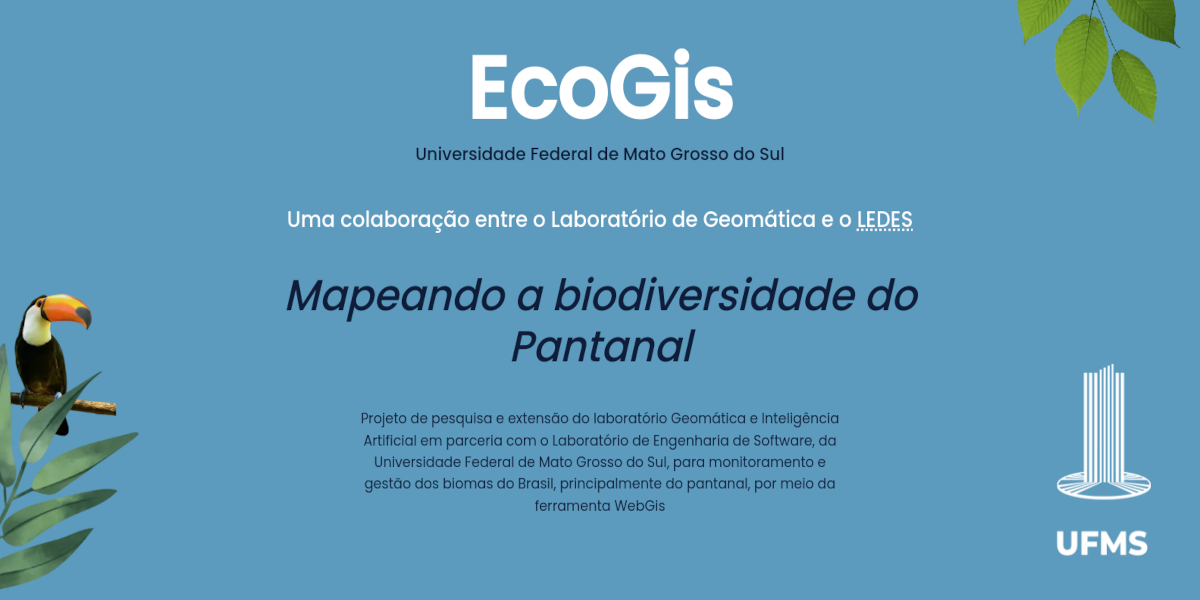 EcoGis
Universidade Federal de Mato Grosso do Sul
Uma colaboração entre o Laboratório de Geomática e o LEDES
Mapeando a biodiversidade do
Pantanal
Projeto de pesquisa e extensão do laboratório Geomática e Inteligência
Artificial em parceria com o Laboratório de Engenharia de Software, da
Universidade Federal de Mato Grosso do Sul, para monitoramento e
gestão dos biomas do Brasil, principalmente do pantanal, por meio da
ferramenta WebGis
UFMS